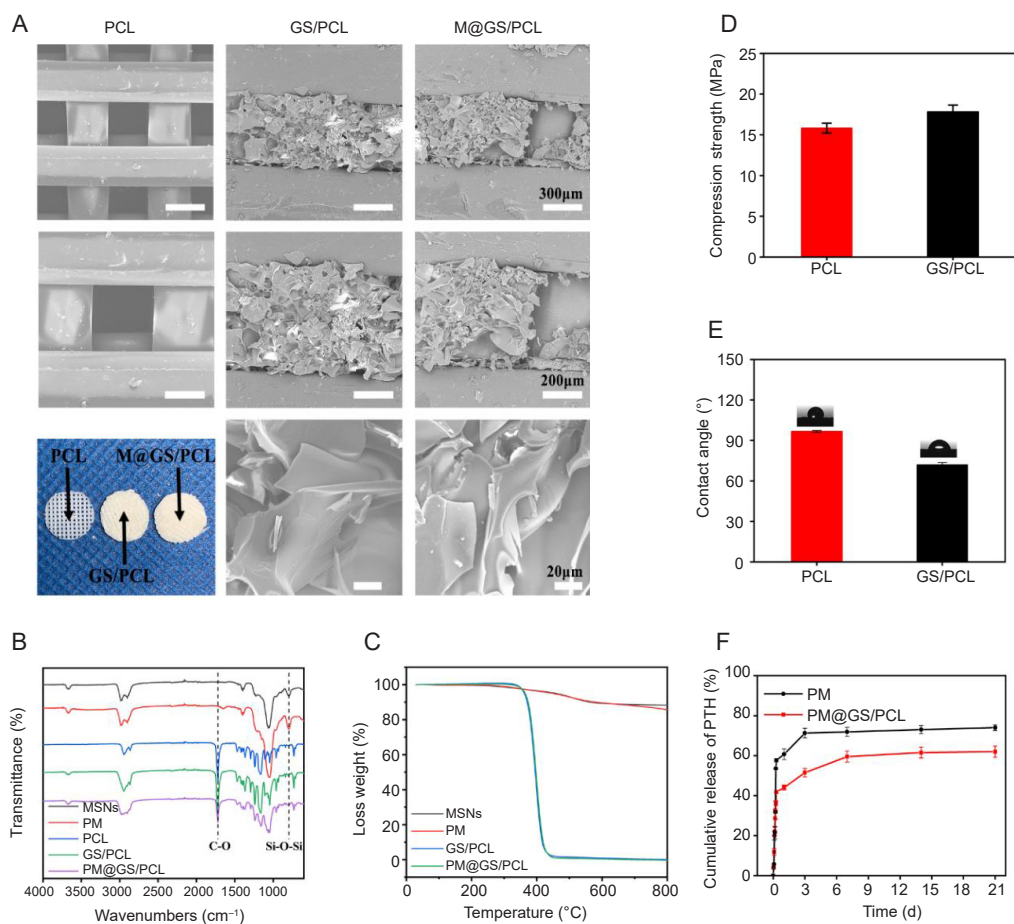 A
PCL
GS/PCL
M@GS/PCL
300μm
200μm
PCL
M@GS/PCL
GS/PCL
20μm
B
Transmittance (%)
MSNs
PM
PCL
GS/PCL
PM@GS/PCL
C-O
Si-O-Si
4000
3500
3000
2500
2000
1500
1000
Wavenumbers (cm⁻¹)
C
Loss weight (%)
100
80
60
40
20
0
MSNs
PM
GS/PCL
PM@GS/PCL
0
200
400
600
800
Temperature (°C)
D
Compression strength (MPa)
25
20
15
10
5
0
PCL
GS/PCL
E
Contact angle (°)
150
120
90
60
30
0
PCL
GS/PCL
F
Cumulative release of PTH (%)
100
80
60
40
20
0
PM
PM@GS/PCL
0
3
6
9
12
15
18
21
Time (d)